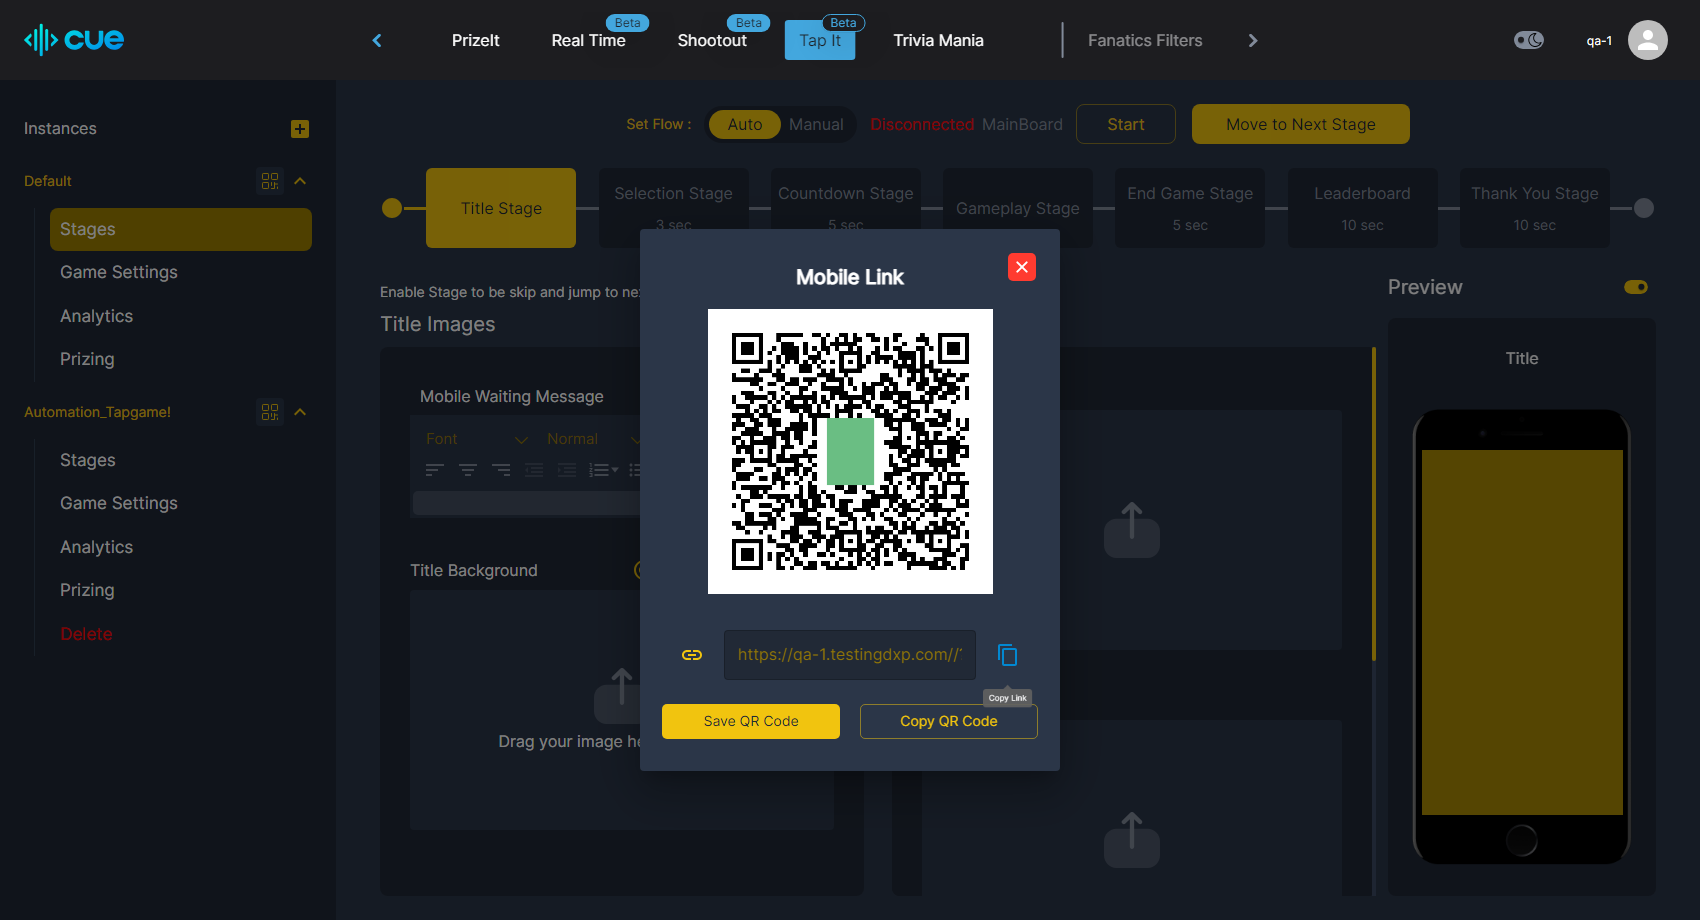 cue
PrizeIt
Beta
Real Time
Beta
Shootout
Beta
Tap It
Trivia Mania
Fanatics Filters
qa-1
Instances
Default
Stages
Game Settings
Analytics
Prizing
Automation_Tapgame!
Stages
Game Settings
Analytics
Prizing
Delete
Set Flow :
Auto
Manual
Disconnected MainBoard
Start
Move to Next Stage
Title Stage
Selection Stage
3 sec
Countdown Stage
5 sec
Gameplay Stage
End Game Stage
5 sec
Leaderboard
10 sec
Thank You Stage
10 sec
Enable Stage to be skip and jump to
Title Images
Mobile Waiting Message
Font
Normal
Title Background
Drag your image
Preview
Title
Mobile Link
https://qa-1.testingdxp.com//
Copy Link
Save QR Code
Copy QR Code